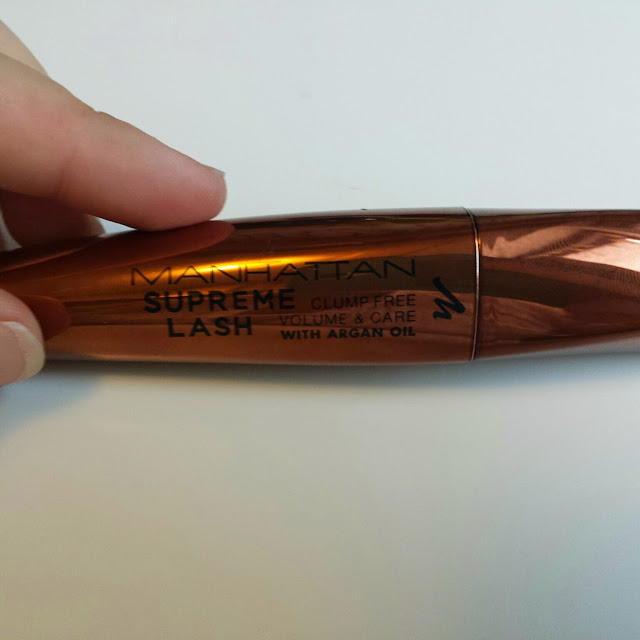 MANHATTAN
SUPREME
LASH
CLUMP FREE
VOLUME & CARE
WITH ARGAN OIL